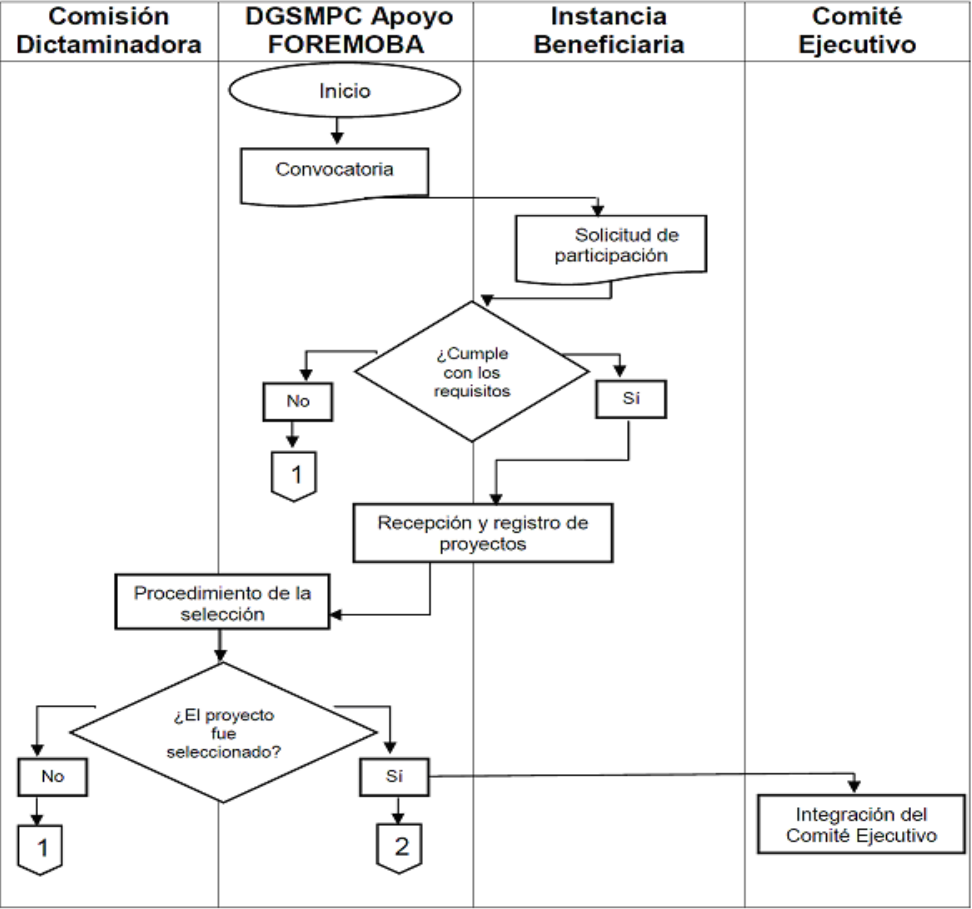 Comisión
Dictaminadora
DGSMPC Apoyo
FOREMOBA
Instancia
Beneficiaria
Comité
Ejecutivo
Inicio
Convocatoria
Solicitud de
participación
¿Cumple
con los
requisitos
No
Sí
1
Recepción y registro de
proyectos
Procedimiento de la
selección
¿El proyecto
fue
seleccionado?
No
Sí
Integración del
Comité Ejecutivo
1
2